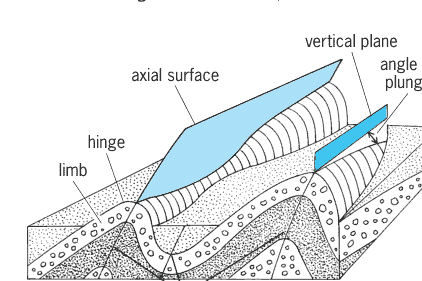 vertical plane
angle
plung
axial surface
hinge
limb